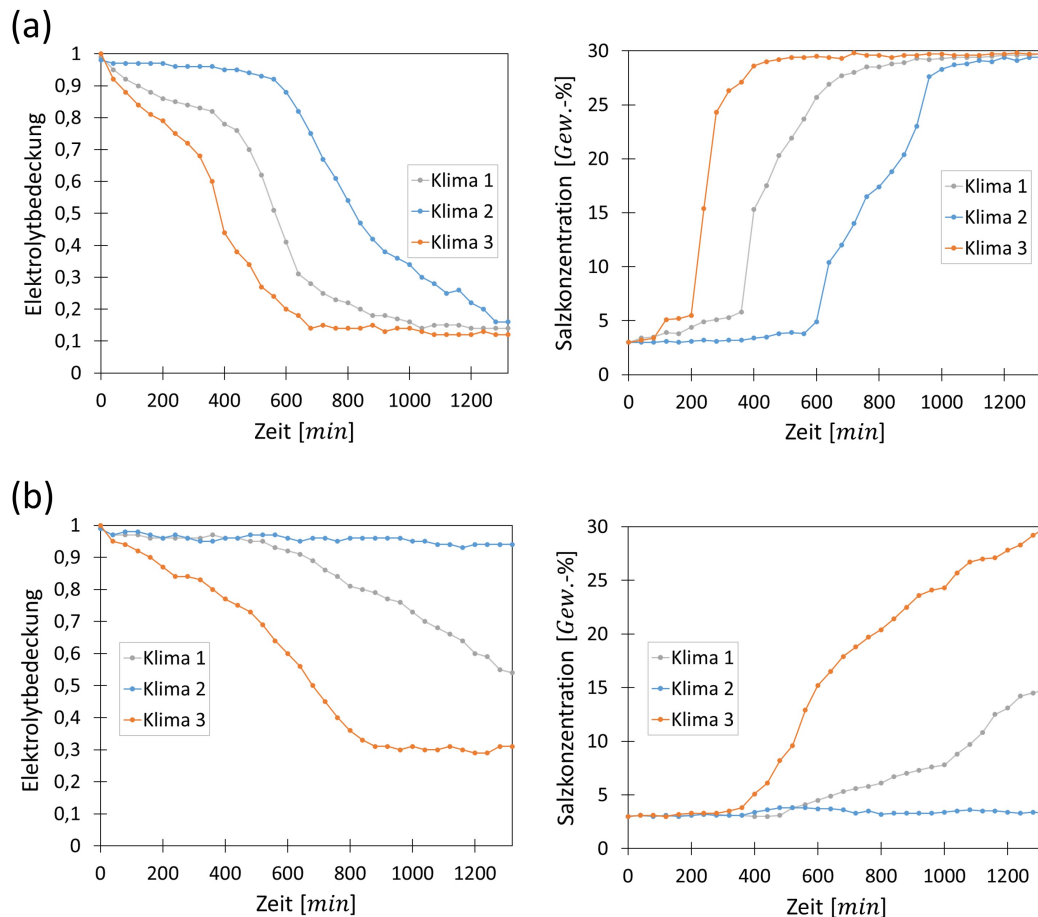 (a)
Elektrolytbedeckung
1
0,9
0,8
0,7
0,6
0,5
0,4
0,3
0,2
0,1
0
0 200 400 600 800 1000 1200
Zeit [min]
Klima 1
Klima 2
Klima 3
Salzkonzentration [Gew.-%]
30
25
20
15
10
5
0
0 200 400 600 800 1000 1200
Zeit [min]
Klima 1
Klima 2
Klima 3
(b)
Elektrolytbedeckung
1
0,9
0,8
0,7
0,6
0,5
0,4
0,3
0,2
0,1
0
0 200 400 600 800 1000 1200
Zeit [min]
Klima 1
Klima 2
Klima 3
Salzkonzentration [Gew.-%]
30
25
20
15
10
5
0
0 200 400 600 800 1000 1200
Zeit [min]
Klima 1
Klima 2
Klima 3